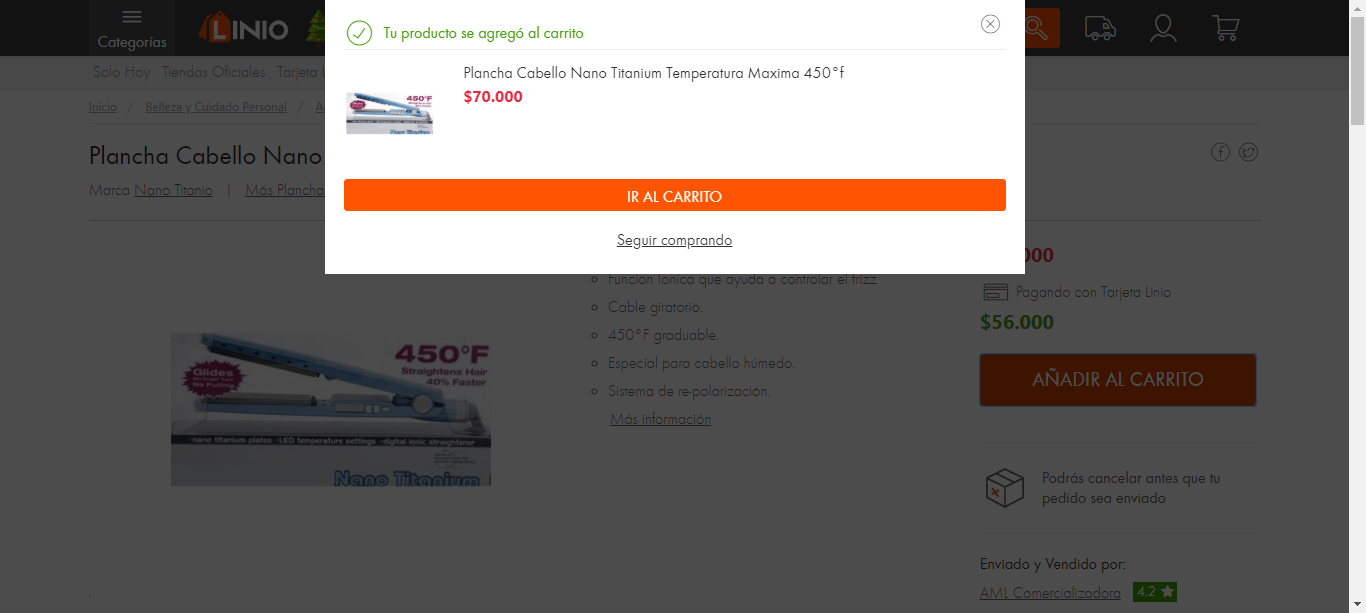 Categorías
LINIO
Solo Hoy Tiendas Oficiales Tarjeta
Inicio / Belleza y Cuidado Personal /
Tu producto se agregó al carrito
Plancha Cabello Nano Titanium Temperatura Maxima 450°f
$70.000
450°F
Nano Titanium
IR AL CARRITO
Seguir comprando
Plancha Cabello Nano
Marca Nano Titanio | Más Plancha
Función Iónica que ayuda a controlar el frizz
Cable giratorio.
450°F graduable.
Especial para cabello húmedo.
Sistema de re-polarización.
Más información
450°F
Straightens Hair
40% Faster
Glides
through hair
No Pulling
·nano titanium plates ·LED temperature settings ·digital ionic straightener
Nano Titanium
000
Pagando con Tarjeta Linio
$56.000
AÑADIR AL CARRITO
Podrás cancelar antes que tu
pedido sea enviado
Enviado y Vendido por:
AML Comercializadora 4.2